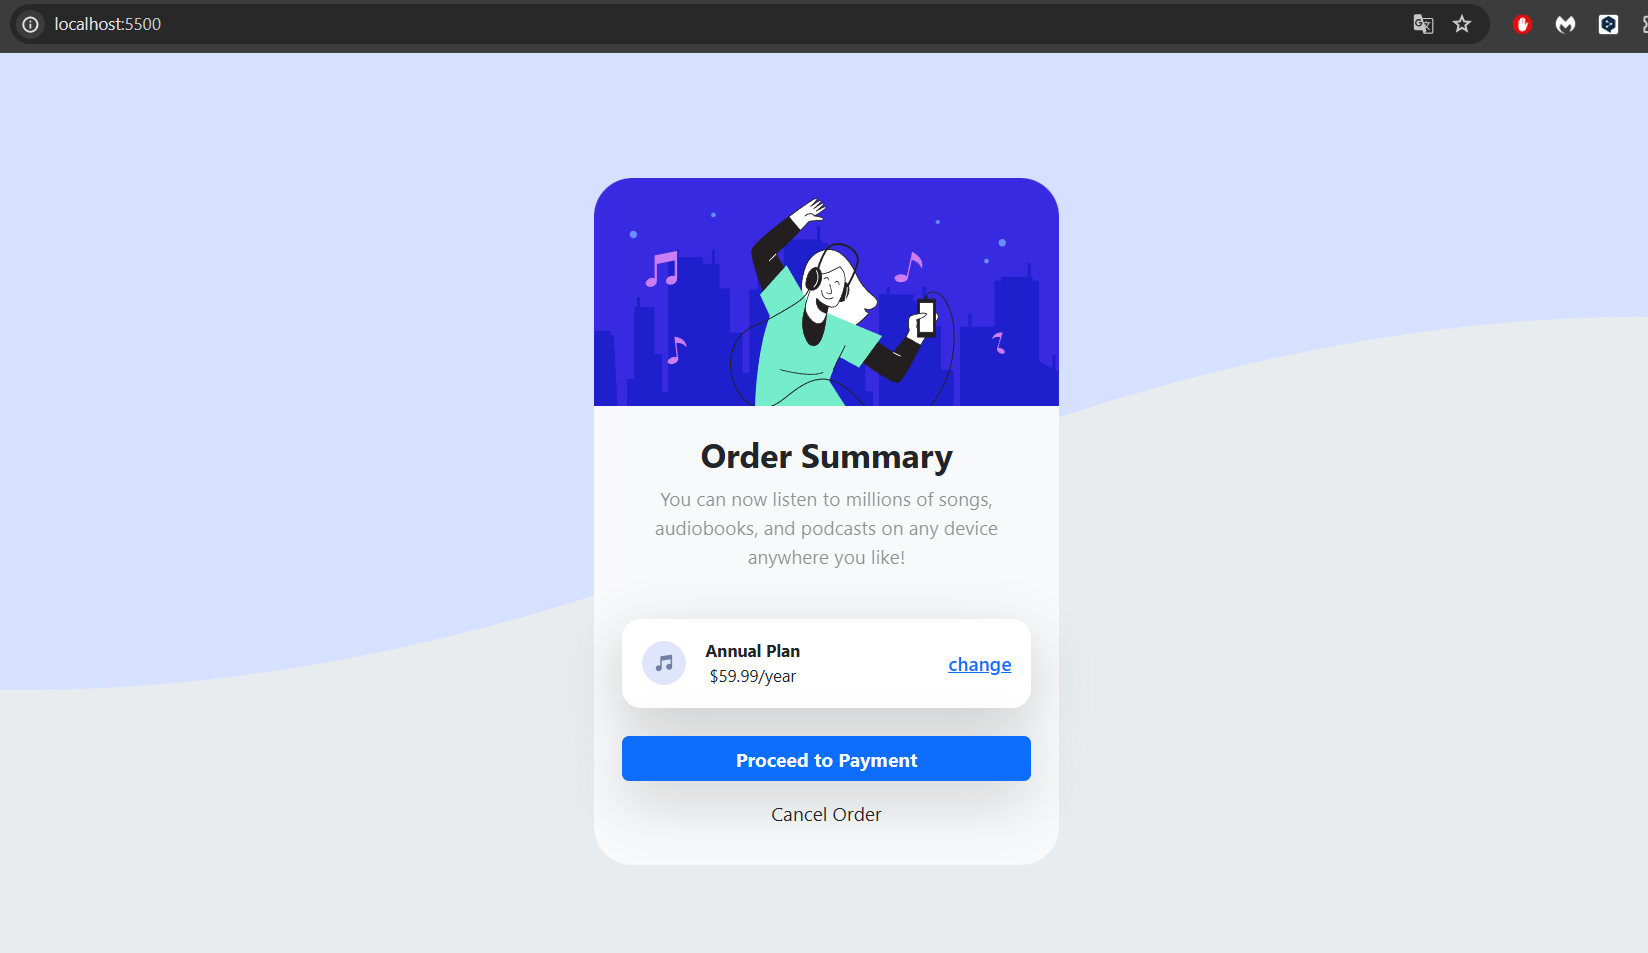 localhost:5500
Order Summary
You can now listen to millions of songs,
audiobooks, and podcasts on any device
anywhere you like!
Annual Plan
$59.99/year
change
Proceed to Payment
Cancel Order